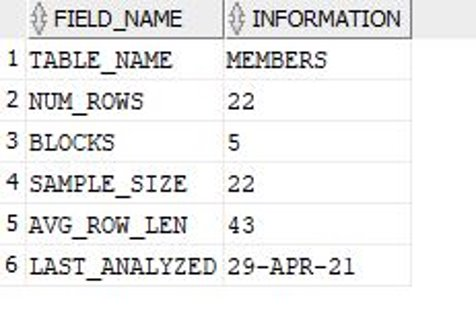 FIELD_NAME INFORMATION
1 TABLE_NAME MEMBERS
2 NUM_ROWS 22
3 BLOCKS 5
4 SAMPLE_SIZE 22
5 AVG_ROW_LEN 43
6 LAST_ANALYZED 29-APR-21